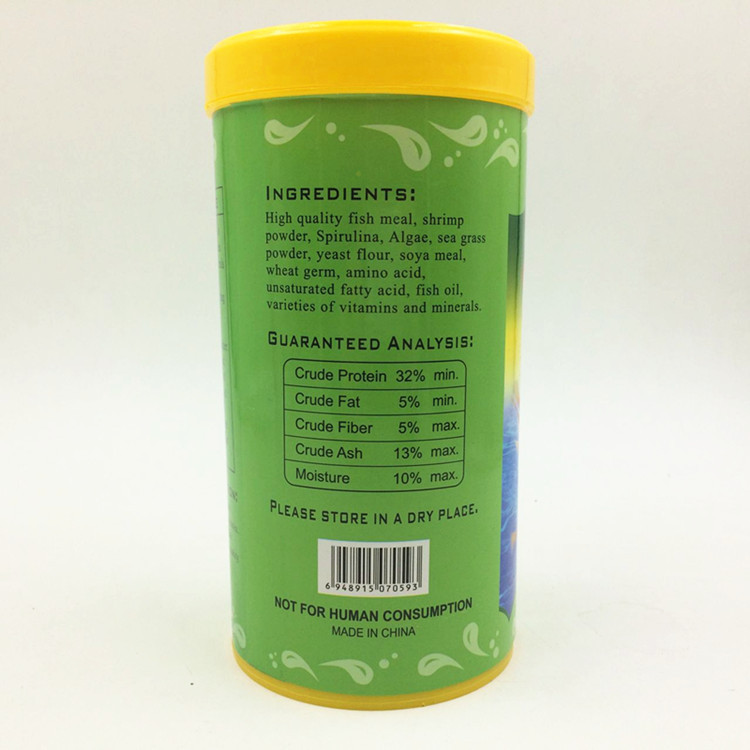 INGREDIENTS:
High quality fish meal, shrimp
powder, Spirulina, Algae, sea grass
powder, yeast flour, soya meal,
wheat germ, amino acid,
unsaturated fatty acid, fish oil,
varieties of vitamins and minerals.
GUARANTEED ANALYSIS:
Crude Protein 32% min.
Crude Fat 5% min.
Crude Fiber 5% max.
Crude Ash 13% max.
Moisture 10% max.
PLEASE STORE IN A DRY PLACE.
6 948915 070593
NOT FOR HUMAN CONSUMPTION
MADE IN CHINA